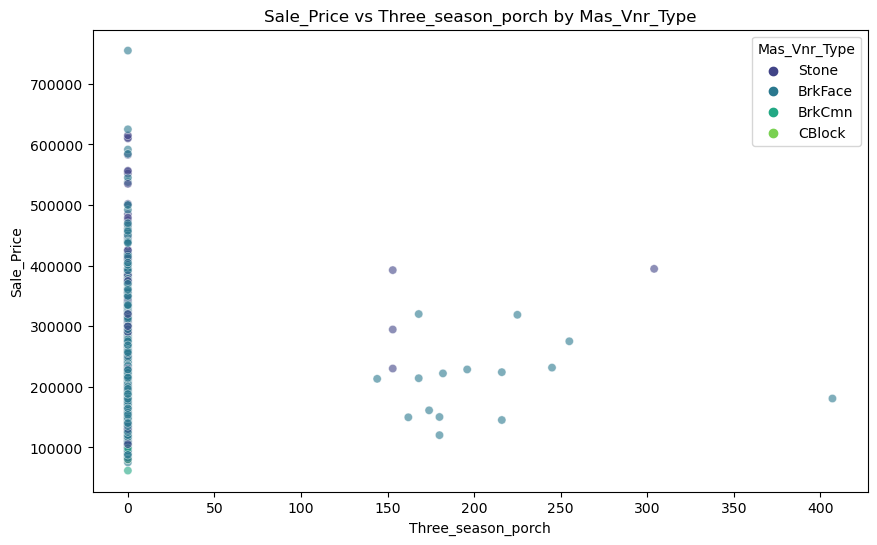 Sale_Price vs Three_season_porch by Mas_Vnr_Type
Mas_Vnr_Type
Stone
BrkFace
BrkCmn
CBlock
700000
600000
500000
400000
300000
200000
100000
Sale_Price
0 50 100 150 200 250 300 350 400
Three_season_porch